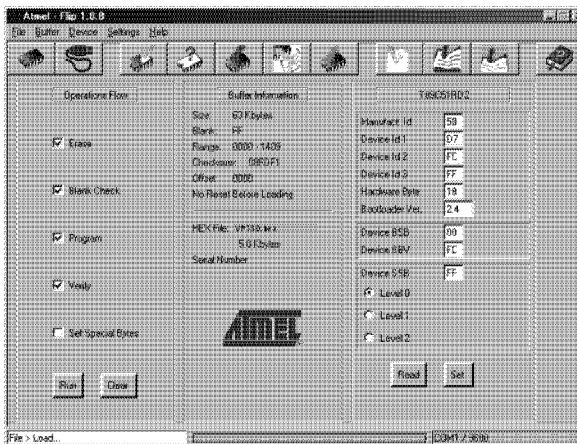 Atmel - Flip 1.8.8
File Buffer Device Settings Help
Operations Flow
Erase
Blank Check
Program
Verify
Set Special Bytes
Run Clear
Buffer Information
Size: 63 Kbytes
Blank: FF
Range: 0000 - 1409
Checksum:
Offset: 0000
No Reset Before Loading
HEX File:
5.0 Kbytes
Serial Number
ATMEL
T89C51RD2
Manufact. Id 58
Device Id 1 D7
Device Id 2 FC
Device Id 3 FF
Hardware Byte 18
Bootloader Ver. 2.4
Device BSB 00
Device SBV FC
Device SSB FF
Level 0
Level 1
Level 2
Read Set
File > Load...
COM1 / 9600